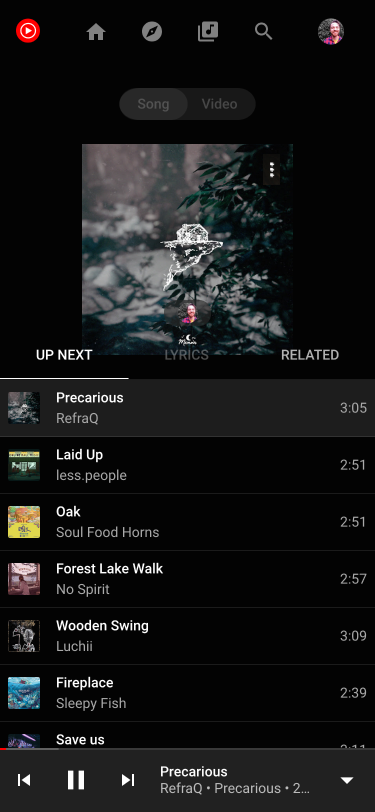 Song
Video
UP NEXT
LYRICS
RELATED
Precarious
RefraQ
3:05
Laid Up
less.people
2:51
Oak
Soul Food Horns
2:51
Forest Lake Walk
No Spirit
2:57
Wooden Swing
Luchii
3:09
Fireplace
Sleepy Fish
2:39
Save us
Precarious
RefraQ • Precarious • 2…